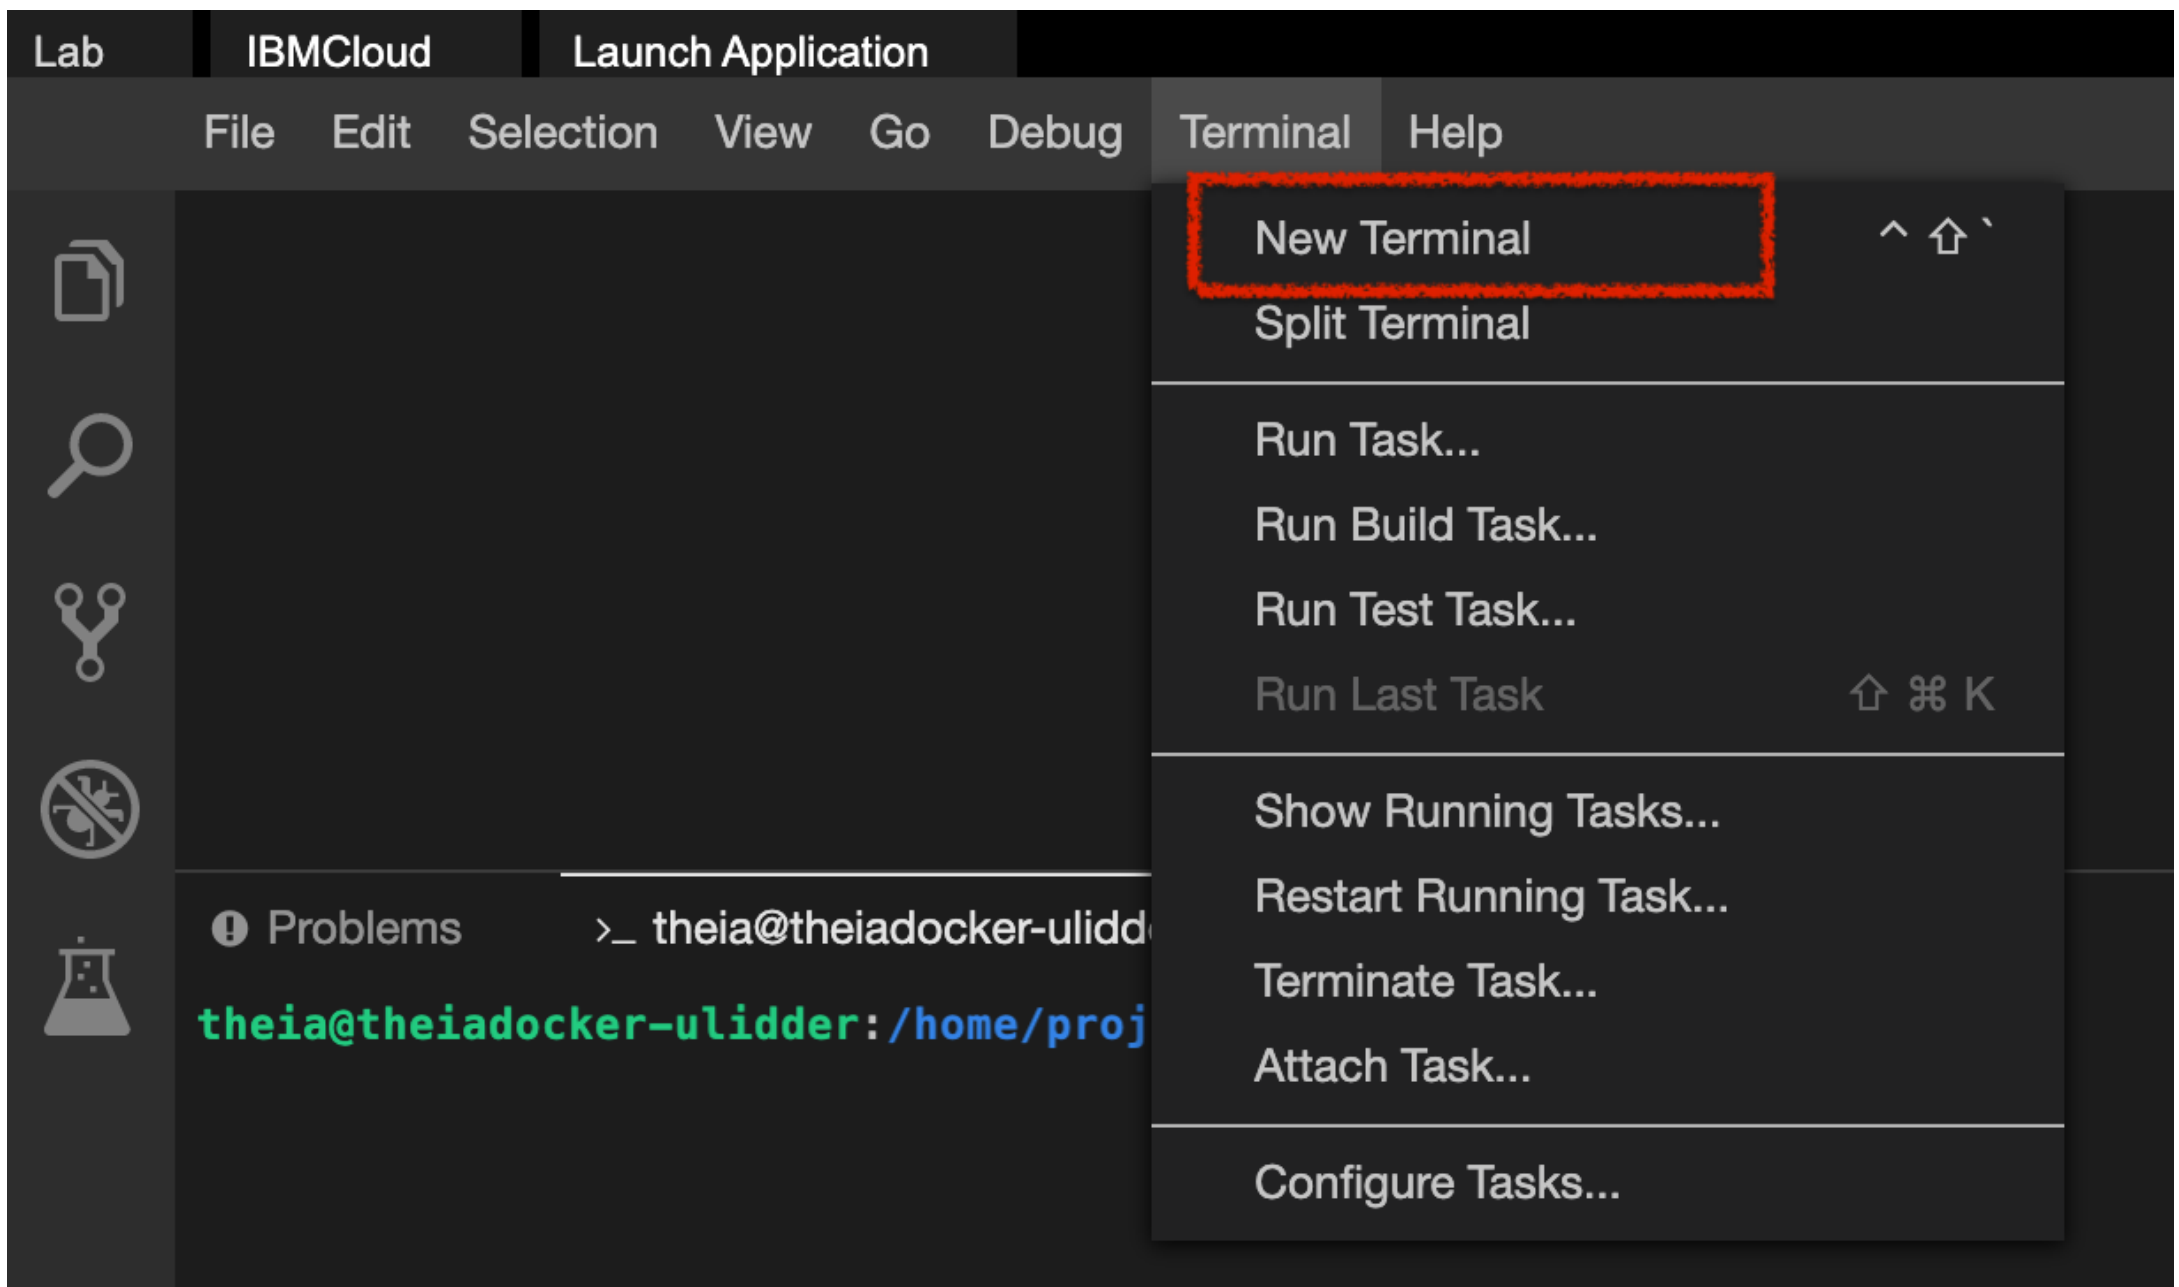 Lab IBMCloud Launch Application
File Edit Selection View Go Debug Terminal Help
New Terminal ^ ⇧ `
Split Terminal
Run Task...
Run Build Task...
Run Test Task...
Run Last Task ⇧ ⌘ K
Show Running Tasks...
Restart Running Task...
Terminate Task...
Attach Task...
Configure Tasks...
Problems >_ theia@theiadocker-ulidd
theia@theiadocker-ulidder:/home/proj